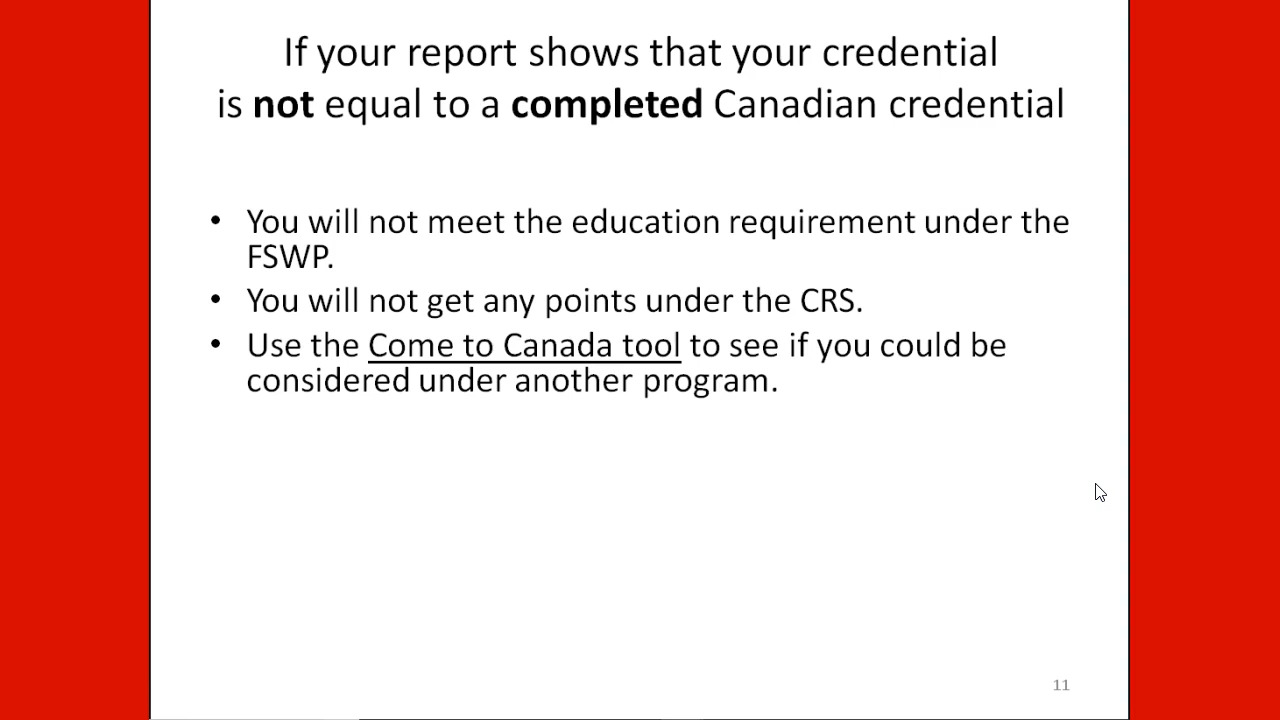 If your report shows that your credential
is not equal to a completed Canadian credential
• You will not meet the education requirement under the
FSWP.
• You will not get any points under the CRS.
• Use the Come to Canada tool to see if you could be
considered under another program.
11